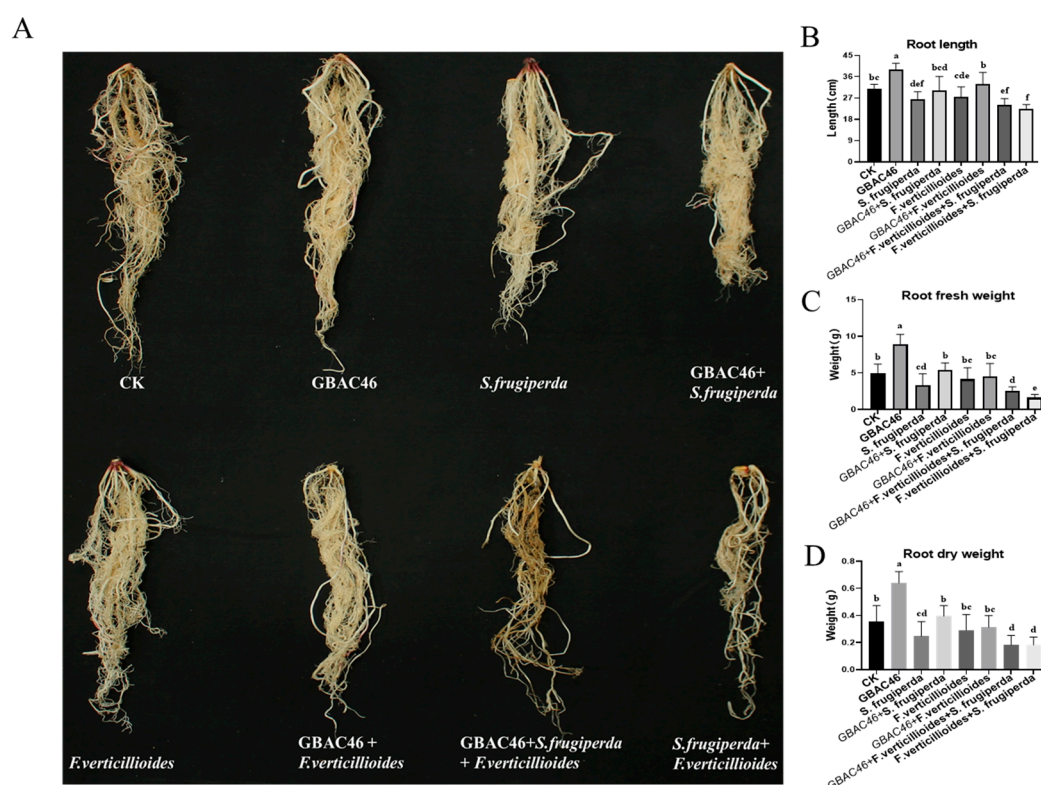 A
CK
GBAC46
S.frugiperda
GBAC46+
S.frugiperda
F.verticillioides
GBAC46 +
F.verticillioides
GBAC46+S.frugiperda
+ F.verticillioides
S.frugiperda+
F.verticillioides
B
Root length
Length(cm)
45
36
27
18
9
0
bc
a
def
bcd
cde
b
ef
f
CK
GBAC46
S. frugiperda
GBAC46+S. frugiperda
F.verticillioides
GBAC46+F.verticillioides
GBAC46+F.verticillioides+S. frugiperda
F.verticillioides+S. frugiperda
C
Root fresh weight
Weight(g)
15
10
5
0
b
a
cd
b
bc
bc
d
e
CK
GBAC46
S. frugiperda
GBAC46+S. frugiperda
F.verticillioides
GBAC46+F.verticillioides
GBAC46+F.verticillioides+S. frugiperda
F.verticillioides+S. frugiperda
D
Root dry weight
Weight(g)
0.8
0.6
0.4
0.2
0.0
b
a
cd
b
bc
bc
d
d
CK
GBAC46
S. frugiperda
GBAC46+S. frugiperda
F.verticillioides
GBAC46+F.verticillioides
GBAC46+F.verticillioides+S. frugiperda
F.verticillioides+S. frugiperda